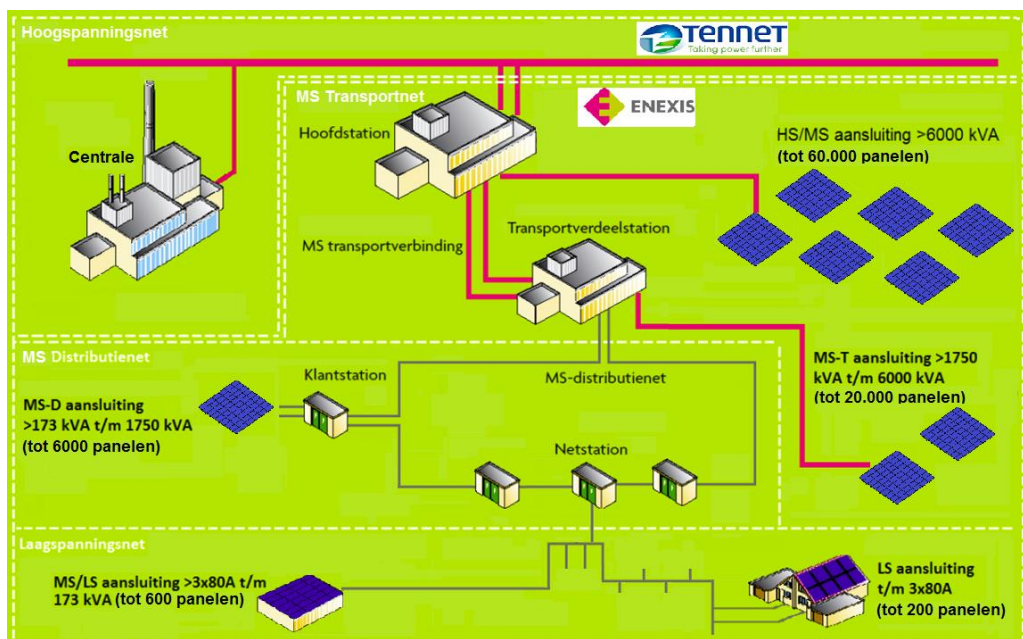 Hoogspanningsnet
TENNET
Taking power further
MS Transportnet
ENEXIS
Hoofdstation
HS/MS aansluiting >6000 kVA
(tot 60.000 panelen)
Centrale
MS transportverbinding
Transportverdeelstation
MS Distributienet
Klantstation
MS-distributienet
MS-T aansluiting >1750
kVA t/m 6000 kVA
(tot 20.000 panelen)
MS-D aansluiting
>173 kVA t/m 1750 kVA
(tot 6000 panelen)
Netstation
Laagspanningsnet
MS/LS aansluiting >3x80A t/m
173 kVA (tot 600 panelen)
LS aansluiting
t/m 3x80A
(tot 200 panelen)